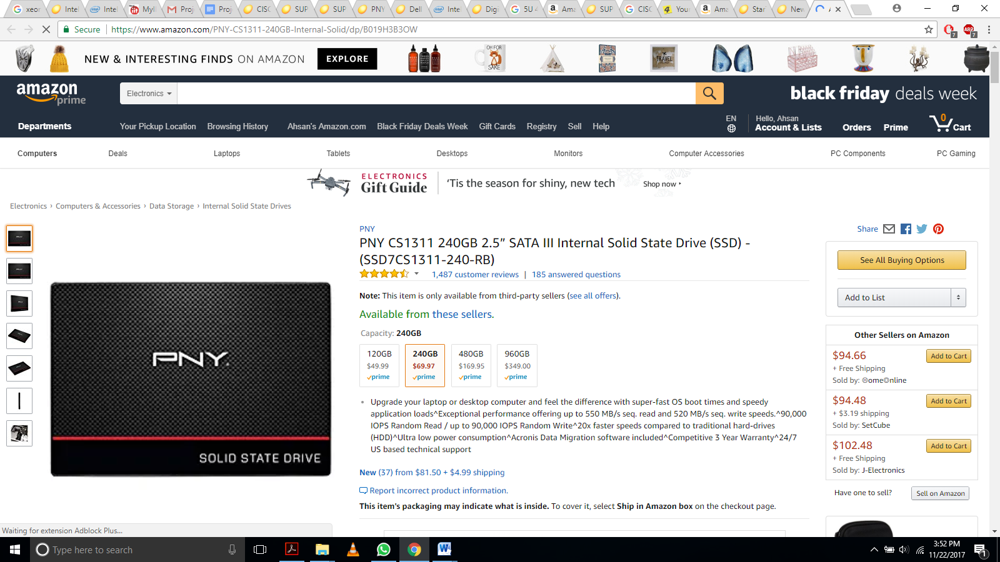 xeor
Intel
Intel
MyII
Proj
Proj
CISC
SUP
SUP
PNY
Dell
Inte
Digi
5U 4
Ama
SUP
CISC
Your
Ama
Star
New
Secure
https://www.amazon.com/PNY-CS1311-240GB-Internal-Solid/dp/B019H3B3OW
7
ABP
7
NEW & INTERESTING FINDS ON AMAZON
EXPLORE
OH FOR
SAKE
TRAVEL
FUND
amazon
prime
Electronics
black friday deals week
Departments
Your Pickup Location
Browsing History
Ahsan's Amazon.com
Black Friday Deals Week
Gift Cards
Registry
Sell
Help
EN
Hello, Ahsan
Account & Lists
Orders
Prime
0
Cart
Computers
Deals
Laptops
Tablets
Desktops
Monitors
Computer Accessories
PC Components
PC Gaming
ELECTRONICS
Gift Guide
‘Tis the season for shiny, new tech
Shop now
Electronics › Computers & Accessories › Data Storage › Internal Solid State Drives
PNY
SOLID STATE DRIVE
PNY
PNY CS1311 240GB 2.5” SATA III Internal Solid State Drive (SSD) -
(SSD7CS1311-240-RB)
1,487 customer reviews | 185 answered questions
Note: This item is only available from third-party sellers (see all offers).
Available from these sellers.
Capacity: 240GB
120GB
$49.99
prime
240GB
$69.97
prime
480GB
$169.95
prime
960GB
$349.00
prime
Upgrade your laptop or desktop computer and feel the difference with super-fast OS boot times and speedy
application loads^Exceptional performance offering up to 550 MB/s seq. read and 520 MB/s seq. write speeds.^90,000
IOPS Random Read / up to 90,000 IOPS Random Write^20x faster speeds compared to traditional hard-drives
(HDD)^Ultra low power consumption^Acronis Data Migration software included^Competitive 3 Year Warranty^24/7
US based technical support
New (37) from $81.50 + $4.99 shipping
Report incorrect product information.
This item's packaging may indicate what is inside. To cover it, select Ship in Amazon box on the checkout page.
Share
See All Buying Options
Add to List
Other Sellers on Amazon
$94.66
Add to Cart
+ Free Shipping
Sold by: ®ome©nline
$94.48
Add to Cart
+ $3.19 shipping
Sold by: SetCube
$102.48
Add to Cart
+ Free Shipping
Sold by: J-Electronics
Have one to sell?
Sell on Amazon
Waiting for extension Adblock Plus...
Type here to search
3:52 PM
11/22/2017
1